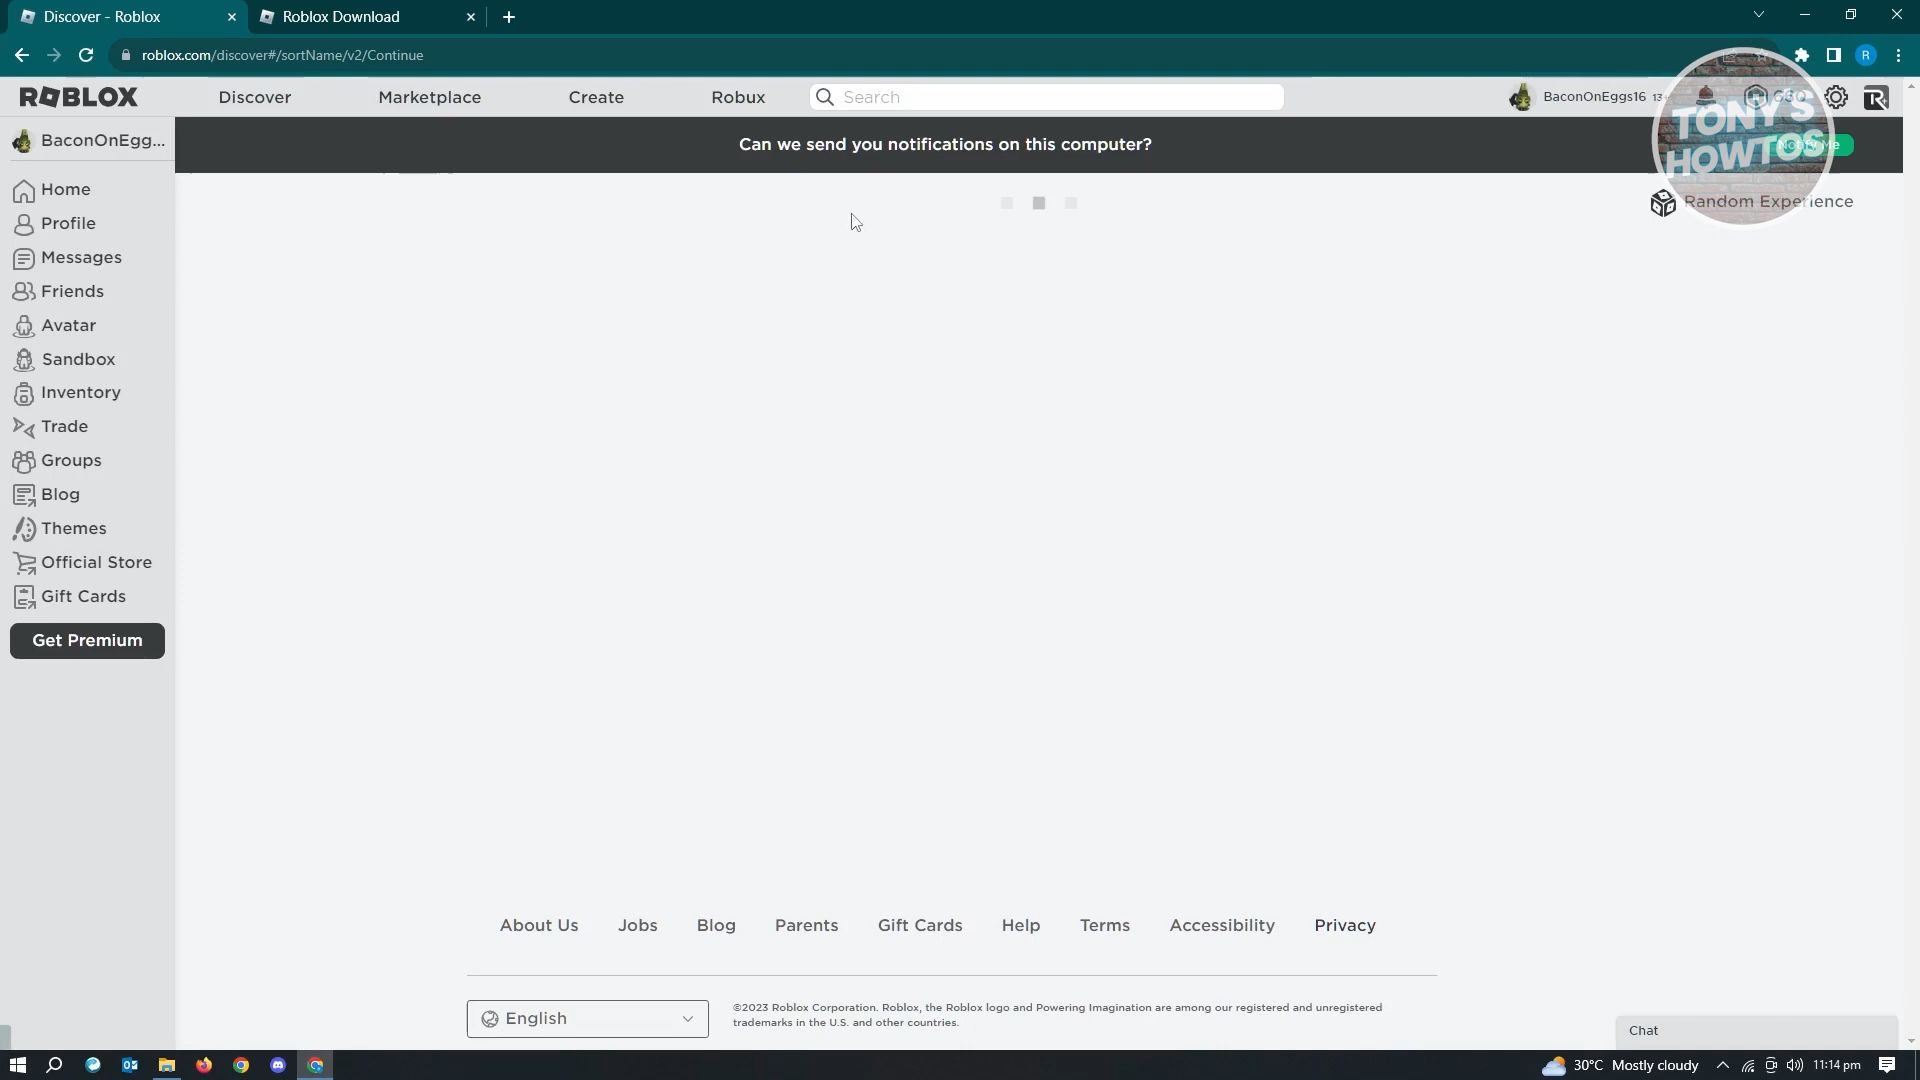 Discover - Roblox
Roblox Download
roblox.com/discover#/sortName/v2/Continue
R
ROBLOX
Discover
Marketplace
Create
Robux
Search
BaconOnEggs16
TONY'S
HOWTOS
BaconOnEgg...
Can we send you notifications on this computer?
Notify Me
Random Experience
Home
Profile
Messages
Friends
Avatar
Sandbox
Inventory
Trade
Groups
Blog
Themes
Official Store
Gift Cards
Get Premium
About Us
Jobs
Blog
Parents
Gift Cards
Help
Terms
Accessibility
Privacy
English
©2023 Roblox Corporation. Roblox, the Roblox logo and Powering Imagination are among our registered and unregistered
trademarks in the U.S. and other countries.
Chat
30°C Mostly cloudy
11:14 pm